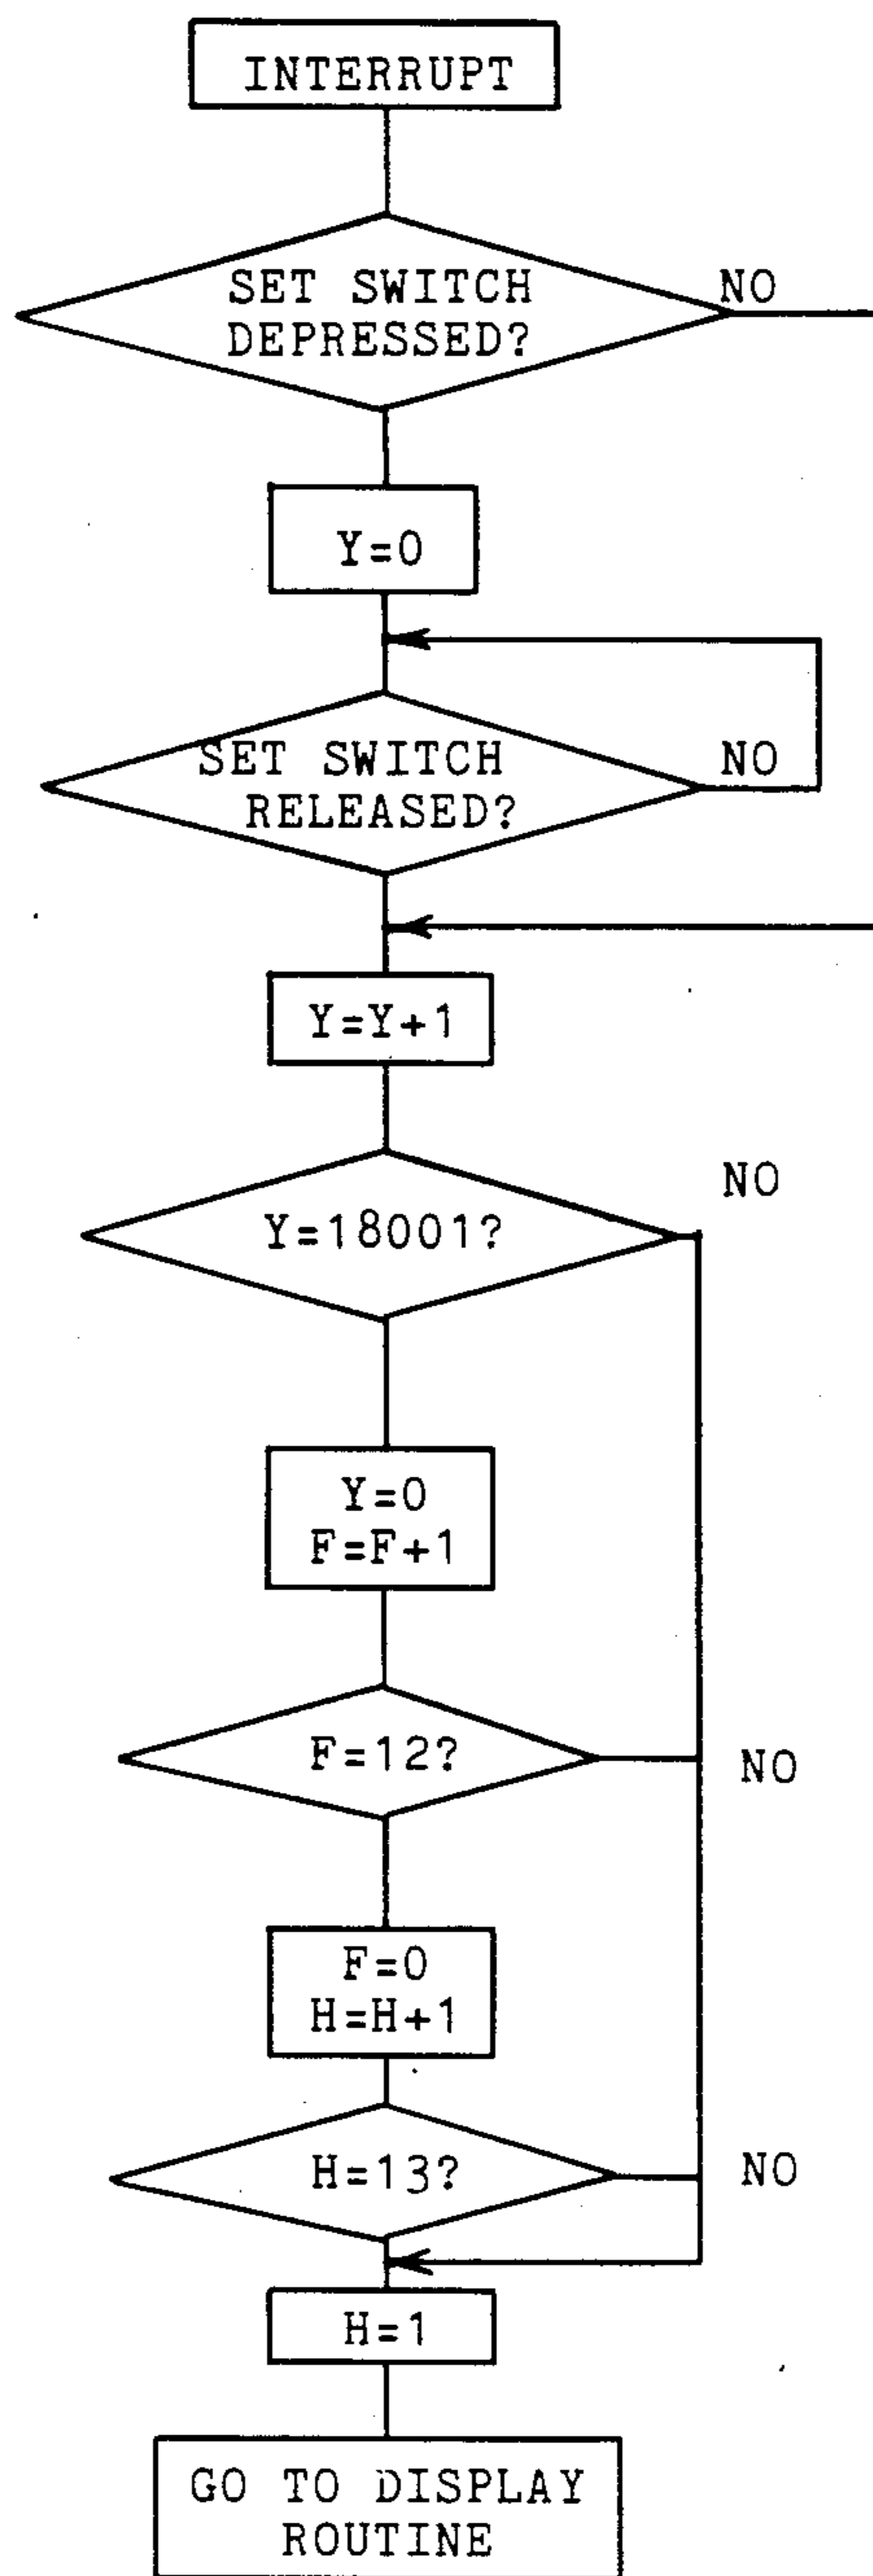 INTERRUPT
SET SWITCH
DEPRESSED?
NO
Y=0
SET SWITCH
RELEASED?
NO
Y=Y+1
Y=18001?
NO
Y=0
F=F+1
F=12?
NO
F=0
H=H+1
H=13?
NO
H=1
GO TO DISPLAY
ROUTINE